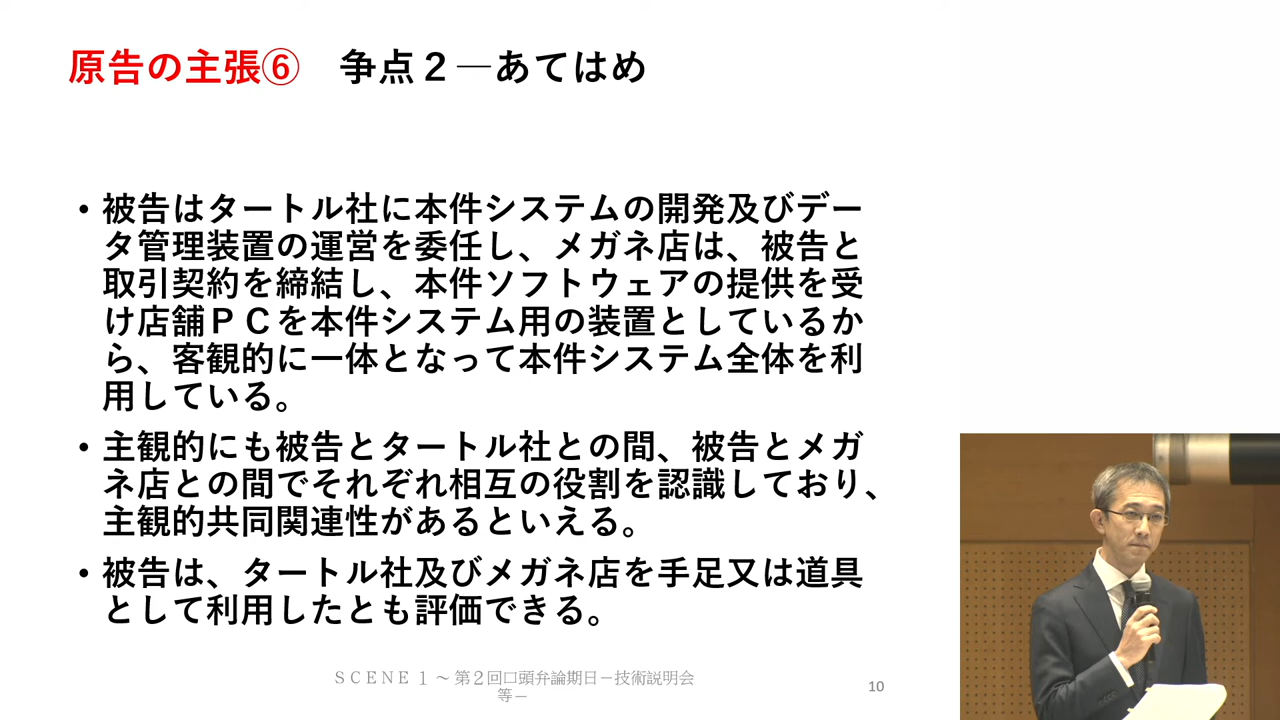 原告の主張⑥　争点２―あてはめ
・被告はタートル社に本件システムの開発及びデー
タ管理装置の運営を委任し、メガネ店は、被告と
取引契約を締結し、本件ソフトウェアの提供を受
け店舗ＰＣを本件システム用の装置としているか
ら、客観的に一体となって本件システム全体を利
用している。
・主観的にも被告とタートル社との間、被告とメガ
ネ店との間でそれぞれ相互の役割を認識しており、
主観的共同関連性があるといえる。
・被告は、タートル社及びメガネ店を手足又は道具
として利用したとも評価できる。
ＳＣＥＮＥ１～第２回口頭弁論期日－技術説明会
等－
10